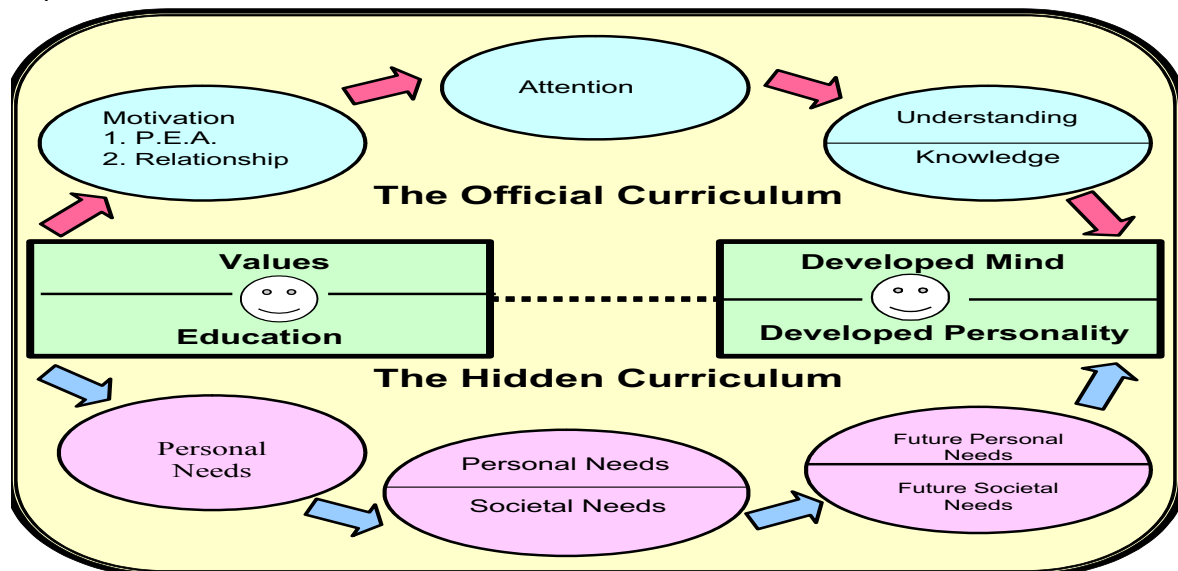 Attention
Motivation
1. P.E.A.
2. Relationship
Understanding
Knowledge
The Official Curriculum
Values
Education
Developed Mind
Developed Personality
The Hidden Curriculum
Personal
Needs
Personal Needs
Societal Needs
Future Personal
Needs
Future Societal
Needs